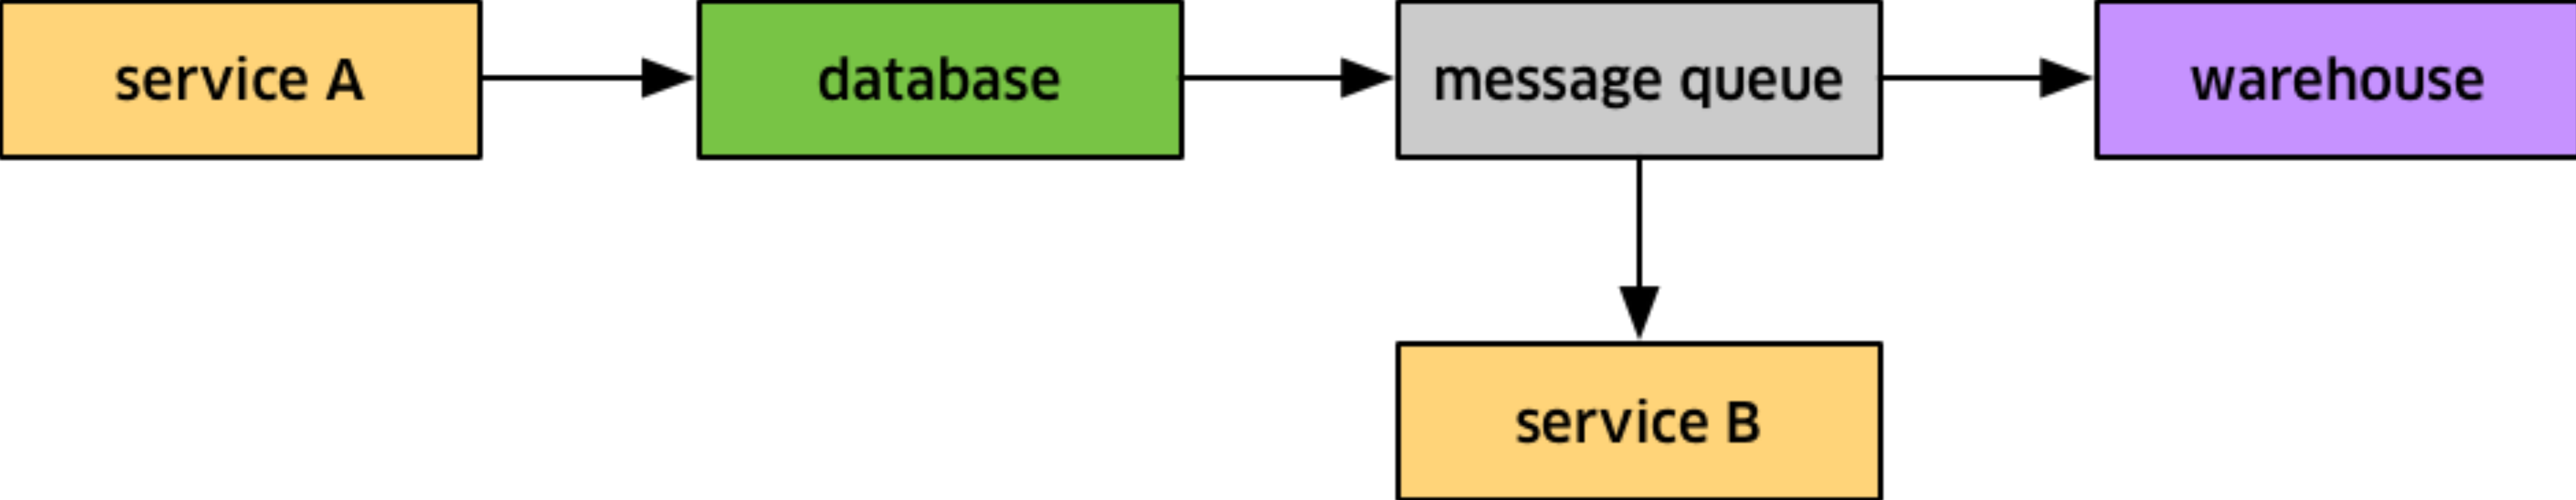 service A
database
message queue
warehouse
service B